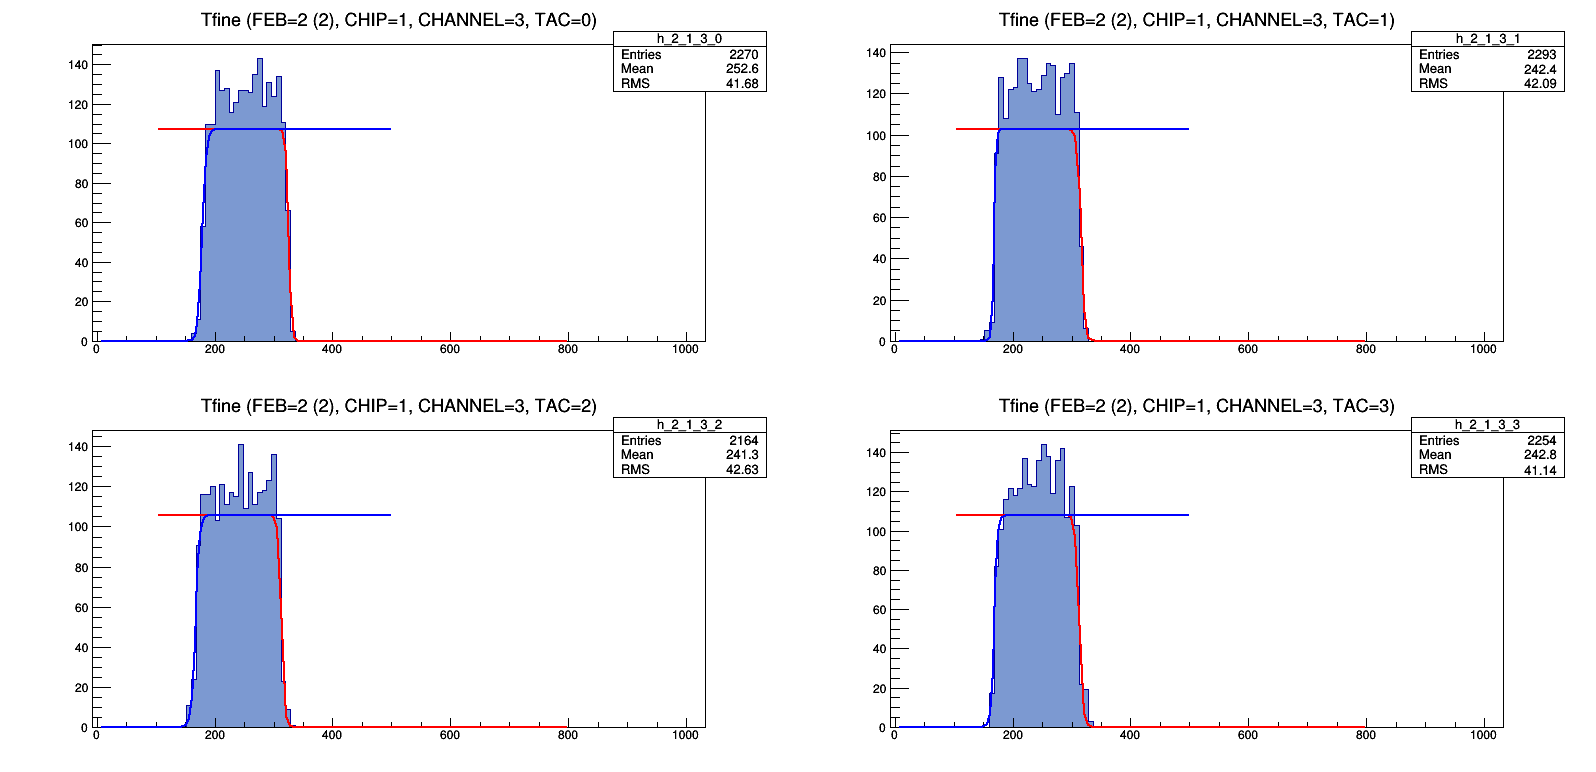 Tfine (FEB=2 (2), CHIP=1, CHANNEL=3, TAC=0)
h_2_1_3_0
Entries 2270
Mean 252.6
RMS 41.68
140
120
100
80
60
40
20
0
0 200 400 600 800 1000
Tfine (FEB=2 (2), CHIP=1, CHANNEL=3, TAC=1)
h_2_1_3_1
Entries 2293
Mean 242.4
RMS 42.09
140
120
100
80
60
40
20
0
0 200 400 600 800 1000
Tfine (FEB=2 (2), CHIP=1, CHANNEL=3, TAC=2)
h_2_1_3_2
Entries 2164
Mean 241.3
RMS 42.63
140
120
100
80
60
40
20
0
0 200 400 600 800 1000
Tfine (FEB=2 (2), CHIP=1, CHANNEL=3, TAC=3)
h_2_1_3_3
Entries 2254
Mean 242.8
RMS 41.14
140
120
100
80
60
40
20
0
0 200 400 600 800 1000